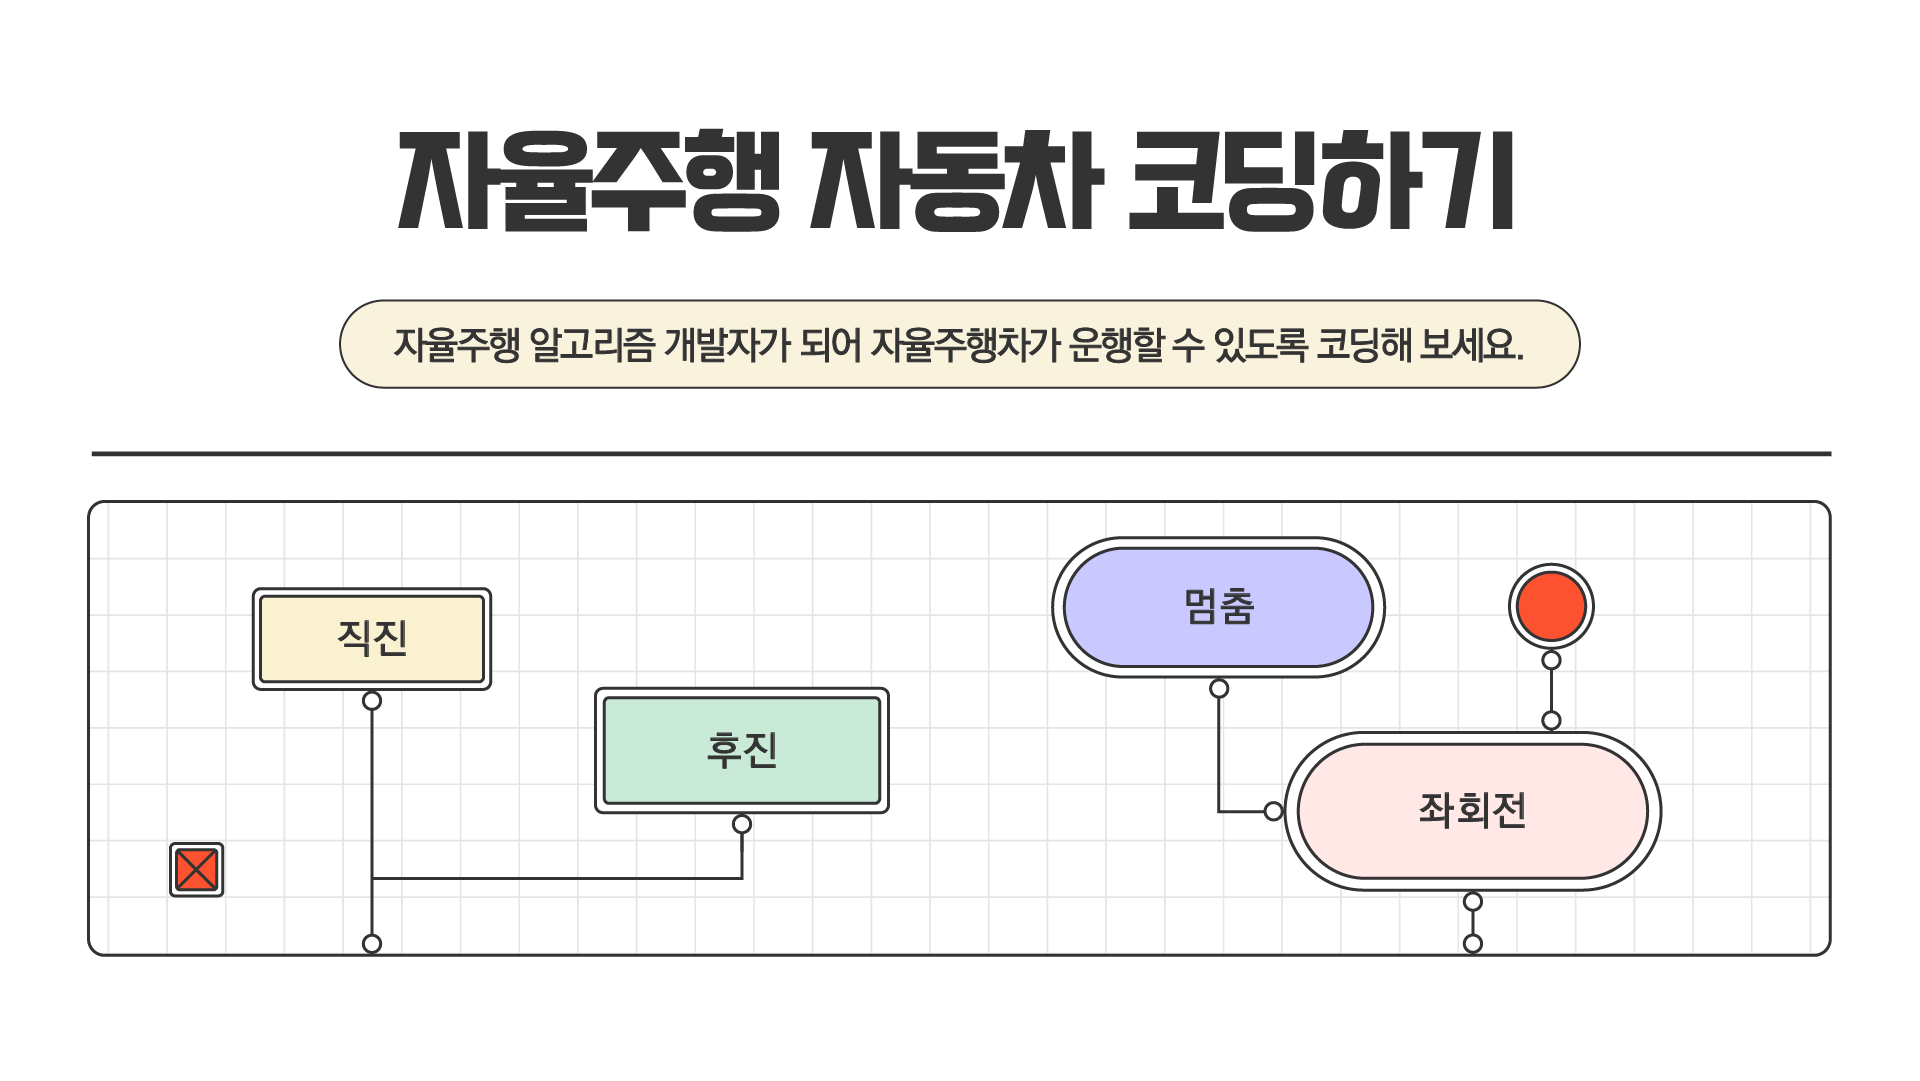 자율주행 자동차 코딩하기
자율주행 알고리즘 개발자가 되어 자율주행차가 운행할 수 있도록 코딩해 보세요.
멈춤
직진
후진
좌회전